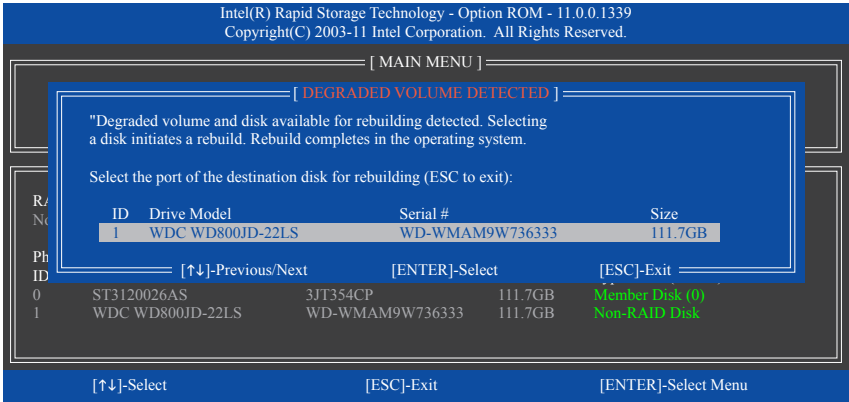 Intel(R) Rapid Storage Technology - Option ROM - 11.0.0.1339
Copyright(C) 2003-11 Intel Corporation. All Rights Reserved.
[ MAIN MENU ]
[ DEGRADED VOLUME DETECTED ]
"Degraded volume and disk available for rebuilding detected. Selecting
a disk initiates a rebuild. Rebuild completes in the operating system.
Select the port of the destination disk for rebuilding (ESC to exit):
ID Drive Model Serial # Size
1 WDC WD800JD-22LS WD-WMAM9W736333 111.7GB
[↑↓]-Previous/Next [ENTER]-Select [ESC]-Exit
ID
0 ST3120026AS 3JT354CP 111.7GB Member Disk (0)
1 WDC WD800JD-22LS WD-WMAM9W736333 111.7GB Non-RAID Disk
[↑↓]-Select [ESC]-Exit [ENTER]-Select Menu